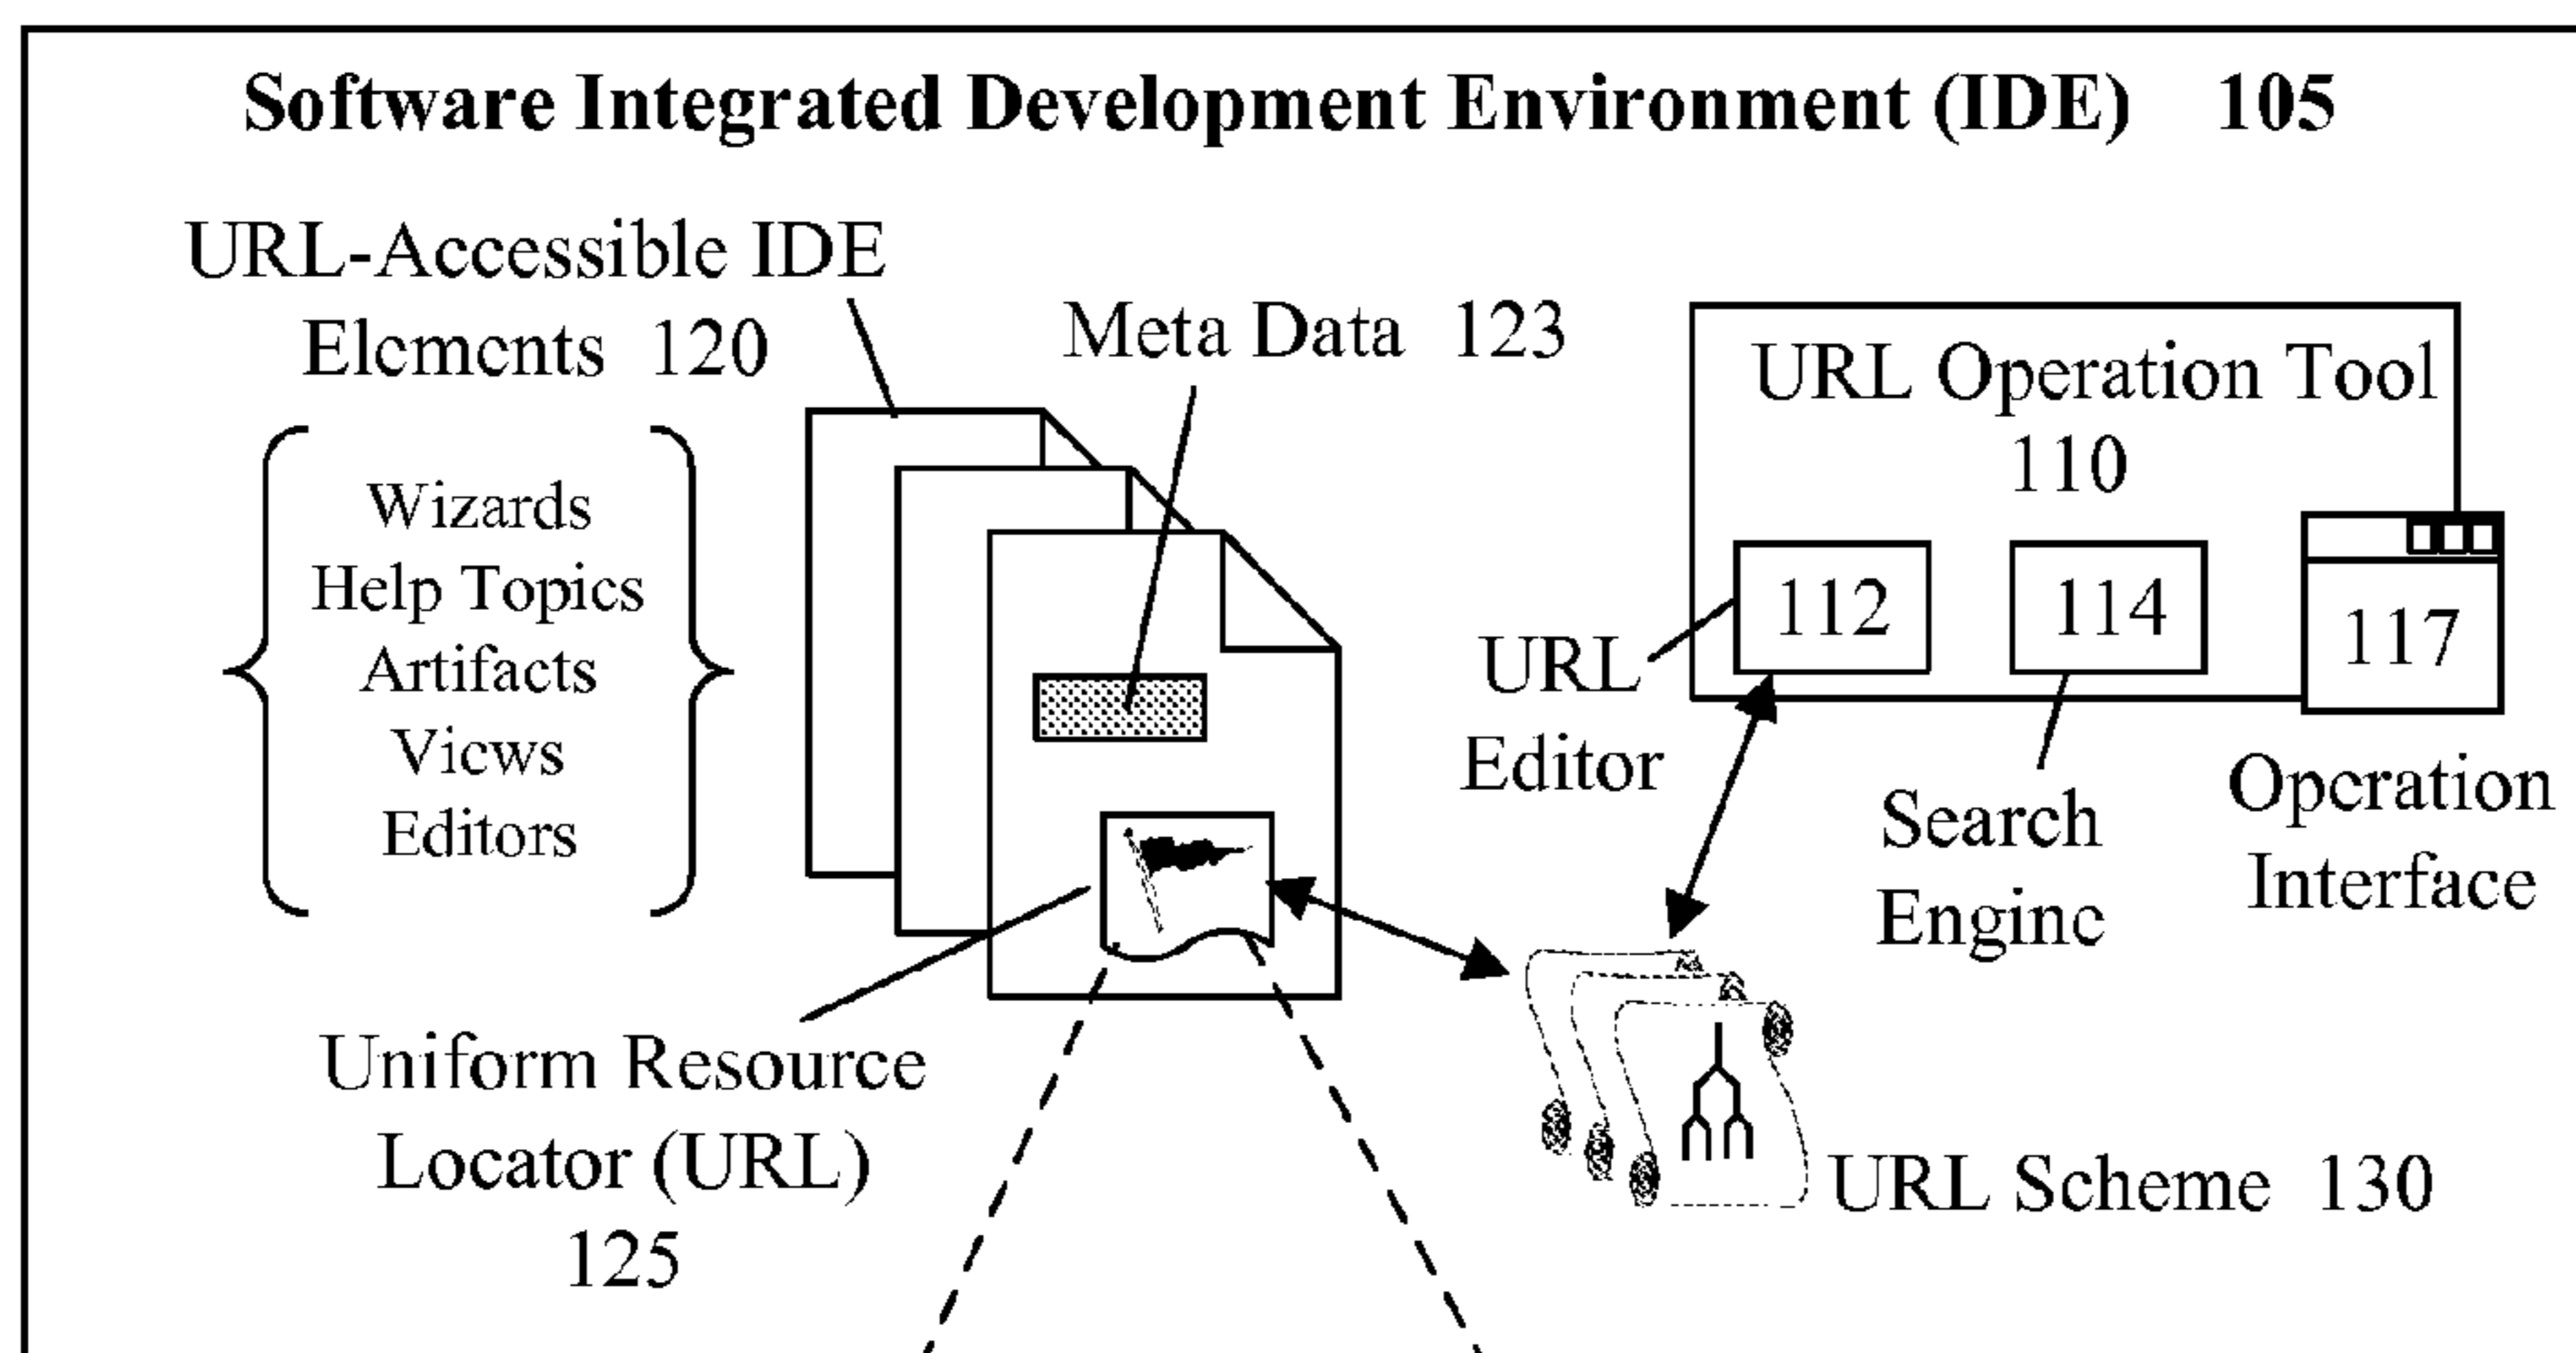 Software Integrated Development Environment (IDE) 105
URL-Accessible IDE
Elements 120
Wizards
Help Topics
Artifacts
Views
Editors
Meta Data 123
Uniform Resource
Locator (URL)
125
URL Operation Tool
110
112
114
117
URL
Editor
Search
Engine
Operation
Interface
URL Scheme 130